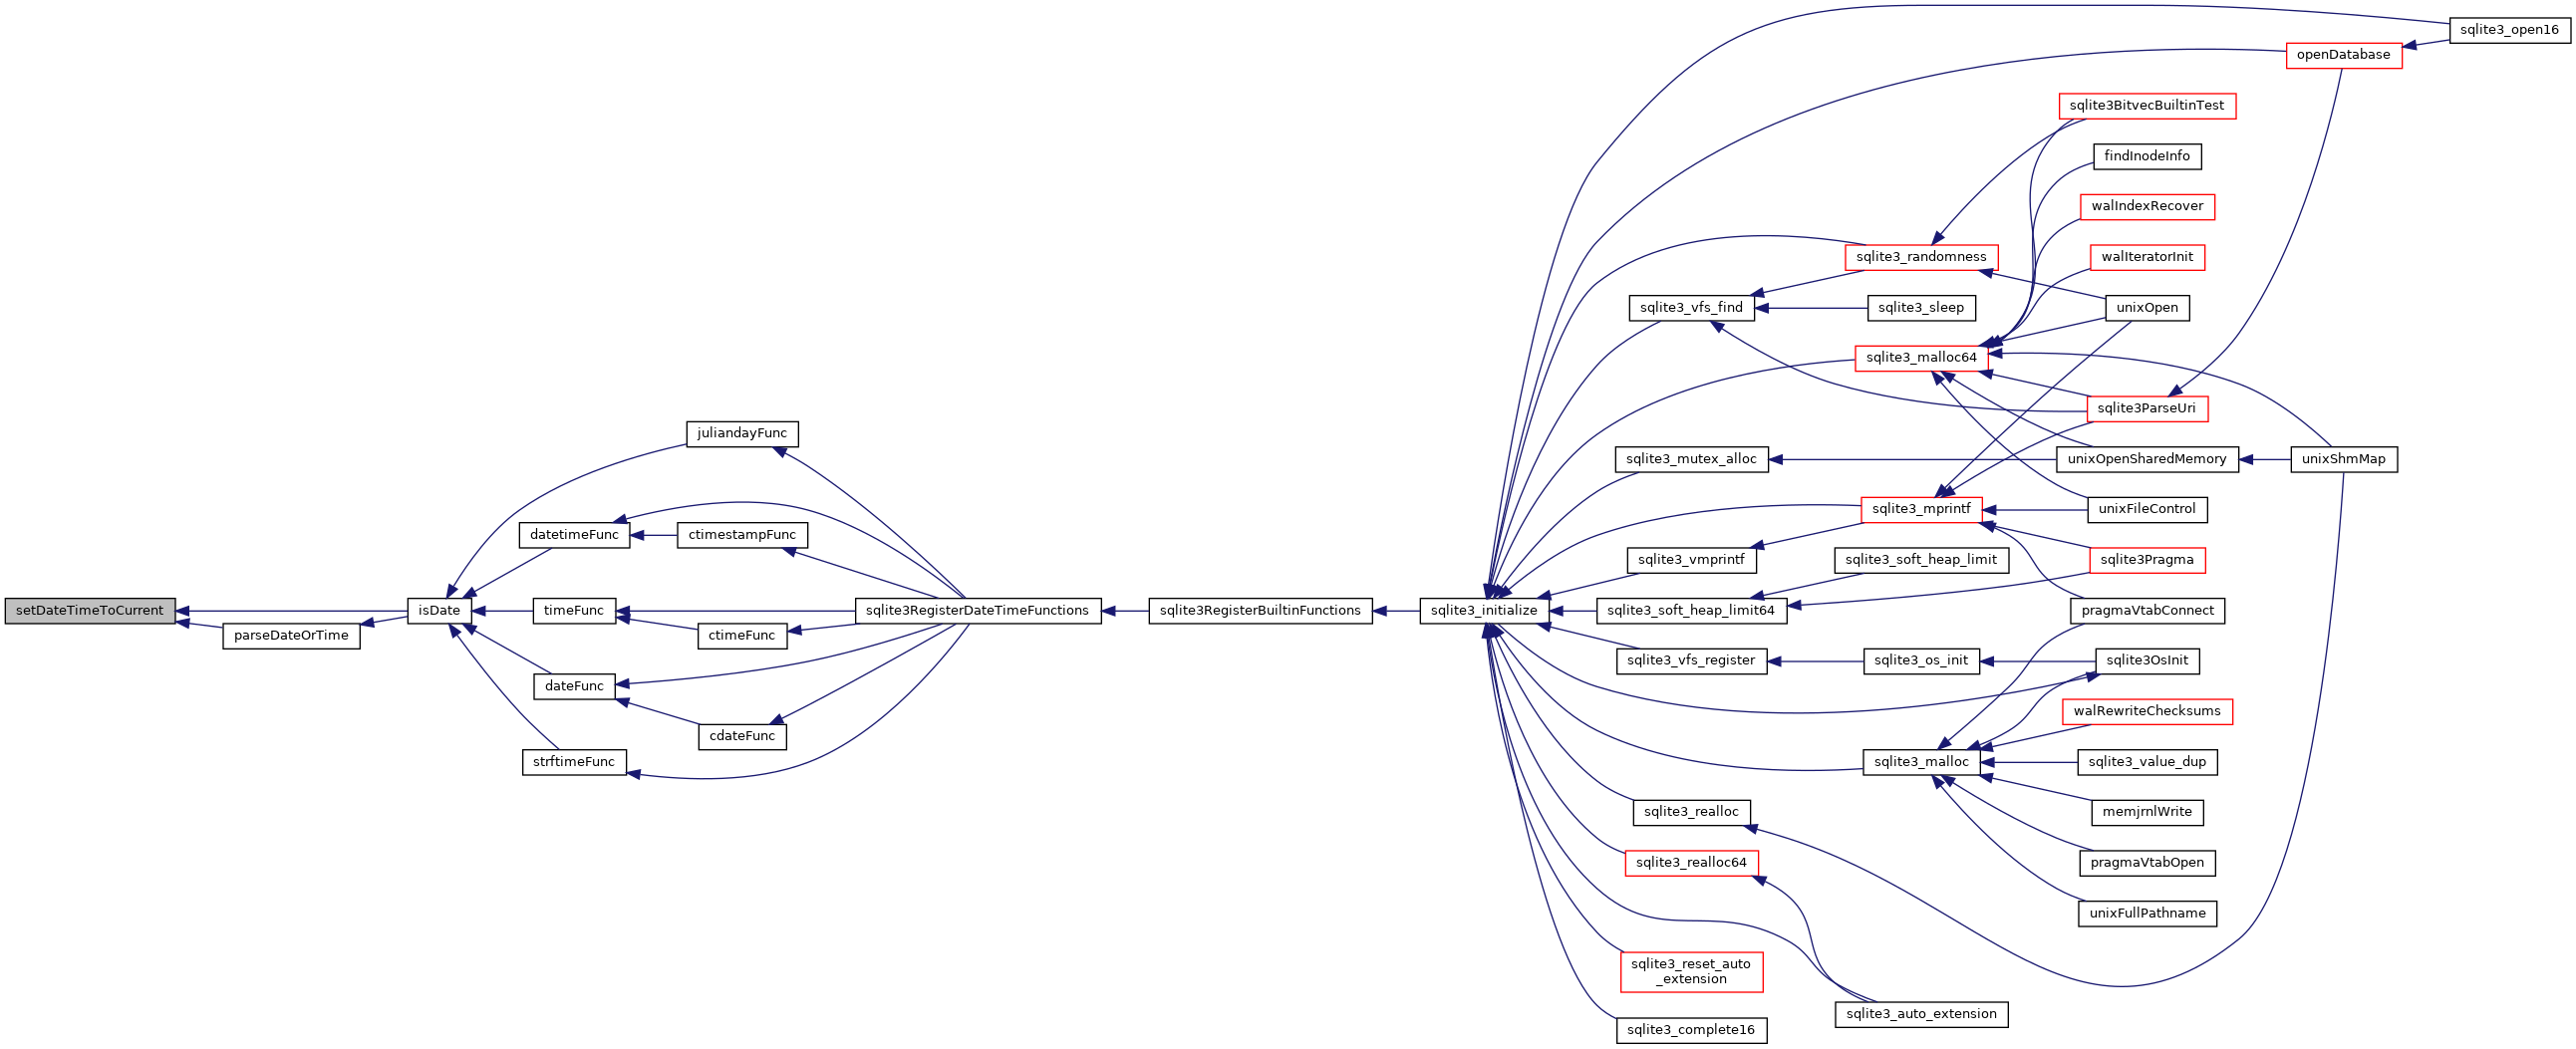 sqlite3_open16
openDatabase
sqlite3BitvecBuiltinTest
findInodeInfo
walIndexRecover
walIteratorInit
sqlite3_randomness
sqlite3_vfs_find
sqlite3_sleep
unixOpen
sqlite3_malloc64
sqlite3ParseUri
juliandayFunc
sqlite3_mutex_alloc
unixOpenSharedMemory
unixShmMap
sqlite3_mprintf
unixFileControl
datetimeFunc
ctimestampFunc
sqlite3_vmprintf
sqlite3_soft_heap_limit
sqlite3Pragma
setDateTimeToCurrent
isDate
timeFunc
sqlite3RegisterDateTimeFunctions
sqlite3RegisterBuiltinFunctions
sqlite3_initialize
sqlite3_soft_heap_limit64
pragmaVtabConnect
parseDateOrTime
ctimeFunc
sqlite3_vfs_register
sqlite3_os_init
sqlite3OsInit
dateFunc
walRewriteChecksums
cdateFunc
strftimeFunc
sqlite3_malloc
sqlite3_value_dup
sqlite3_realloc
memjrnlWrite
sqlite3_realloc64
pragmaVtabOpen
unixFullPathname
sqlite3_reset_auto
_extension
sqlite3_auto_extension
sqlite3_complete16